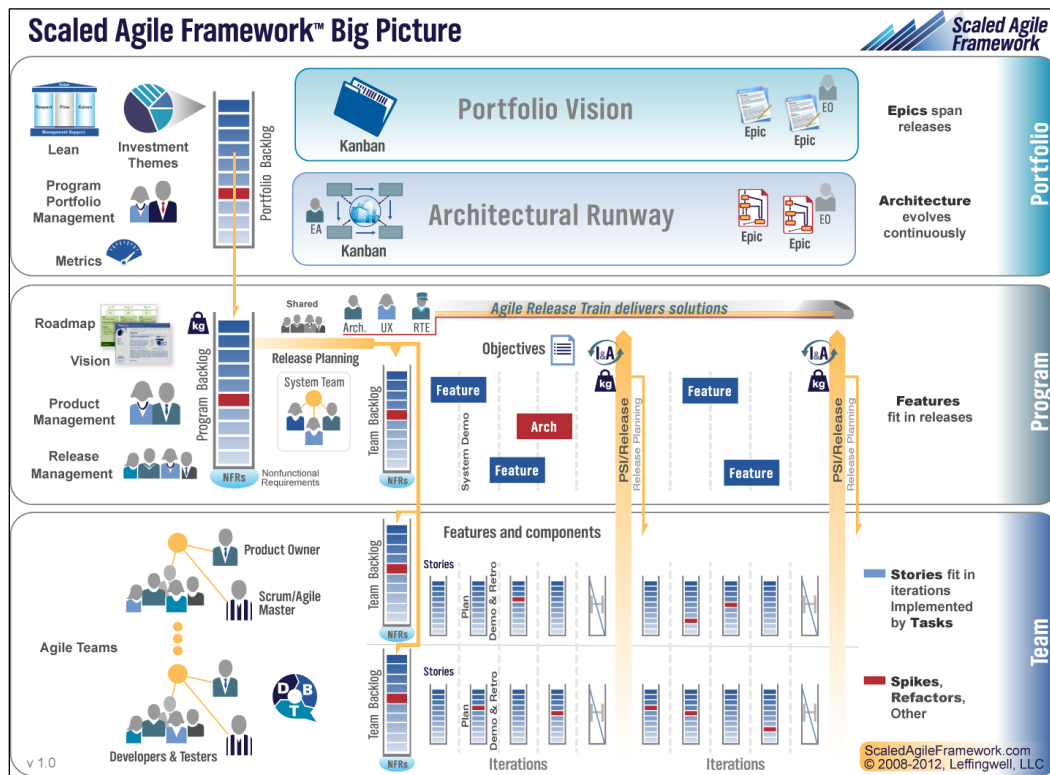 Scaled Agile Framework™ Big Picture
Scaled Agile
Framework™
Value
Respect
Flow
Kaizen
Management Support
Lean
Investment
Themes
Program
Portfolio
Management
Metrics
Portfolio Backlog
Portfolio Vision
Kanban
Epic
Epic
EO
Epics span
releases
Architectural Runway
EA
Kanban
Epic
Epic
EO
Architecture
evolves
continuously
Portfolio
Roadmap
Vision
Product
Management
Release
Management
kg
Program Backlog
NFRs
Nonfunctional
Requirements
Shared
Arch.
UX
RTE
Agile Release Train delivers solutions
Release Planning
System Team
Team Backlog
NFRs
Objectives
I&A
kg
I&A
kg
Feature
Arch
Feature
System Demo
Feature
Feature
PSI/Release
Release Planning
PSI/Release
Release Planning
Features
fit in releases
Program
Product Owner
Scrum/Agile
Master
Agile Teams
D
B
T
Developers & Testers
v 1.0
Team Backlog
NFRs
Team Backlog
NFRs
Features and components
Stories
Plan
Demo & Retro
H
H
Stories
Plan
Demo & Retro
H
H
Iterations
Iterations
Stories fit in
iterations
Implemented
by Tasks
Spikes,
Refactors,
Other
Team
ScaledAgileFramework.com
© 2008-2012, Leffingwell, LLC